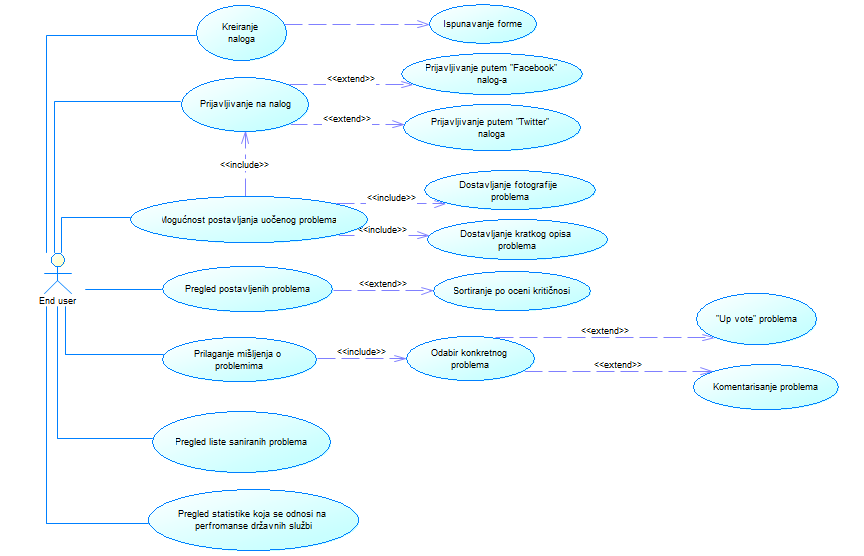 Kreiranje
naloga
Ispunavanje forme
<<extend>>
Prijavljivanje putem "Facebook"
nalog-a
Prijavljivanje na nalog
<<extend>>
Prijavljivanje putem "Twitter"
naloga
<<include>>
Mogućnost postavljanja uočenog problema
<<include>>
Dostavljanje fotografije
problema
<<include>>
Dostavljanje kratkog opisa
problema
End user
Pregled postavljenih problema
<<extend>>
Sortiranje po oceni kritičnosi
Prilaganje mišljenja o
problemima
<<include>>
Odabir konkretnog
problema
<<extend>>
"Up vote" problema
<<extend>>
Komentarisanje problema
Pregled liste saniranih problema
Pregled statistike koja se odnosi na
perfromanse državnih službi